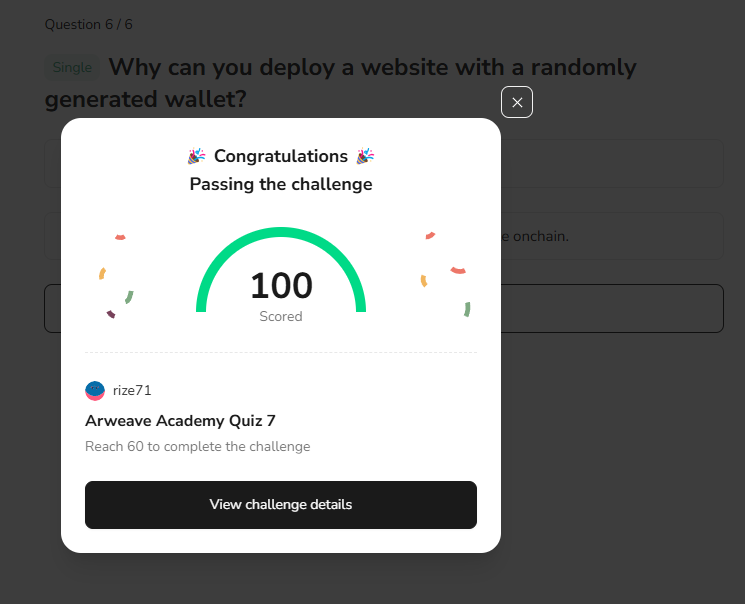 Question 6 / 6
Single Why can you deploy a website with a randomly
generated wallet?
Congratulations
Passing the challenge
e onchain.
100
Scored
rize71
Arweave Academy Quiz 7
Reach 60 to complete the challenge
View challenge details